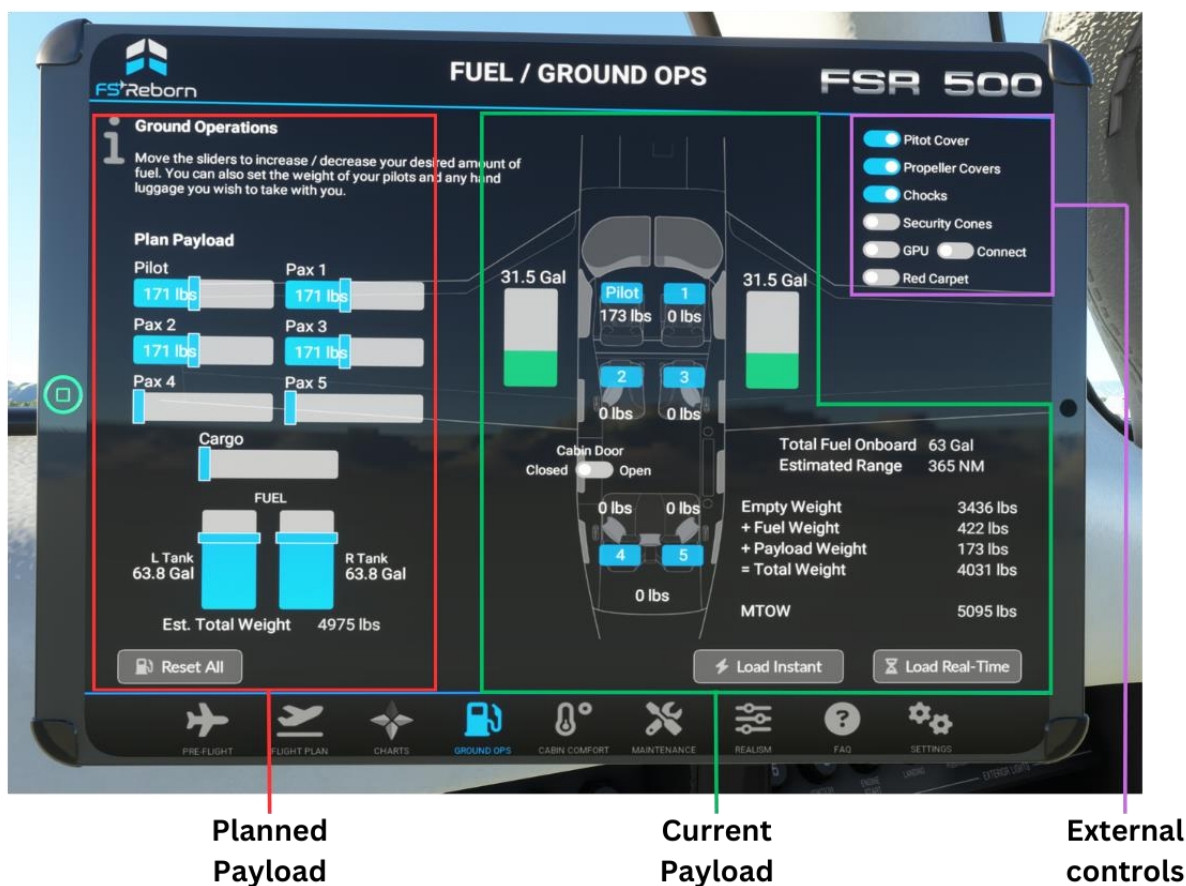 FS Reborn
FUEL / GROUND OPS
FSR 500
Ground Operations
Move the sliders to increase / decrease your desired amount of
fuel. You can also set the weight of your pilots and any hand
luggage you wish to take with you.
Plan Payload
Pilot
Pax 1
171 lbs
171 lbs
Pax 2
Pax 3
171 lbs
171 lbs
Pax 4
Pax 5
Cargo
FUEL
L Tank
63.8 Gal
R Tank
63.8 Gal
Est. Total Weight 4975 lbs
Reset All
31.5 Gal
31.5 Gal
Pilot
1
173 lbs
0 lbs
2
3
0 lbs
0 lbs
Cabin Door
Closed
Open
0 lbs
0 lbs
4
5
0 lbs
Pitot Cover
Propeller Covers
Chocks
Security Cones
GPU
Connect
Red Carpet
Total Fuel Onboard 63 Gal
Estimated Range 365 NM
Empty Weight 3436 lbs
+ Fuel Weight 422 lbs
+ Payload Weight 173 lbs
= Total Weight 4031 lbs
MTOW 5095 lbs
Load Instant
Load Real-Time
PRE-FLIGHT
FLIGHT PLAN
CHARTS
GROUND OPS
CABIN COMFORT
MAINTENANCE
REALISM
FAQ
SETTINGS
LANDING
EXTERIOR LIGHTS
Planned
Payload
Current
Payload
External
controls